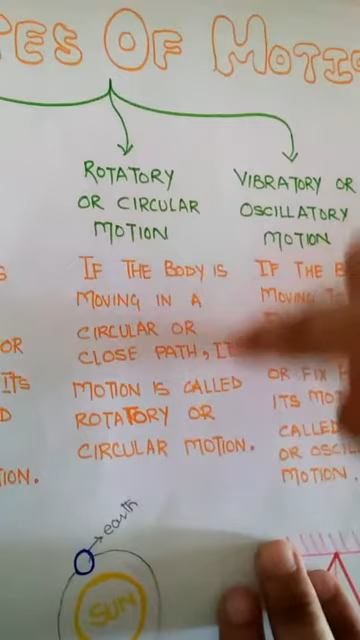 OF MOTIO
ROTATORY
OR CIRCULAR
MOTION
IF THE BODY IS
MOVING IN A
CIRCULAR OR
CLOSE PATH, IT
MOTION IS CALLED
ROTATORY OR
CIRCULAR MOTION.
VIBRATORY OR
OSCILLATORY
MOTION
IF THE B
MOVING
OR FIX
ITS MOT
CALLED
OR OSCI
MOTION.
OR
ITS
ION.
earth
SUN